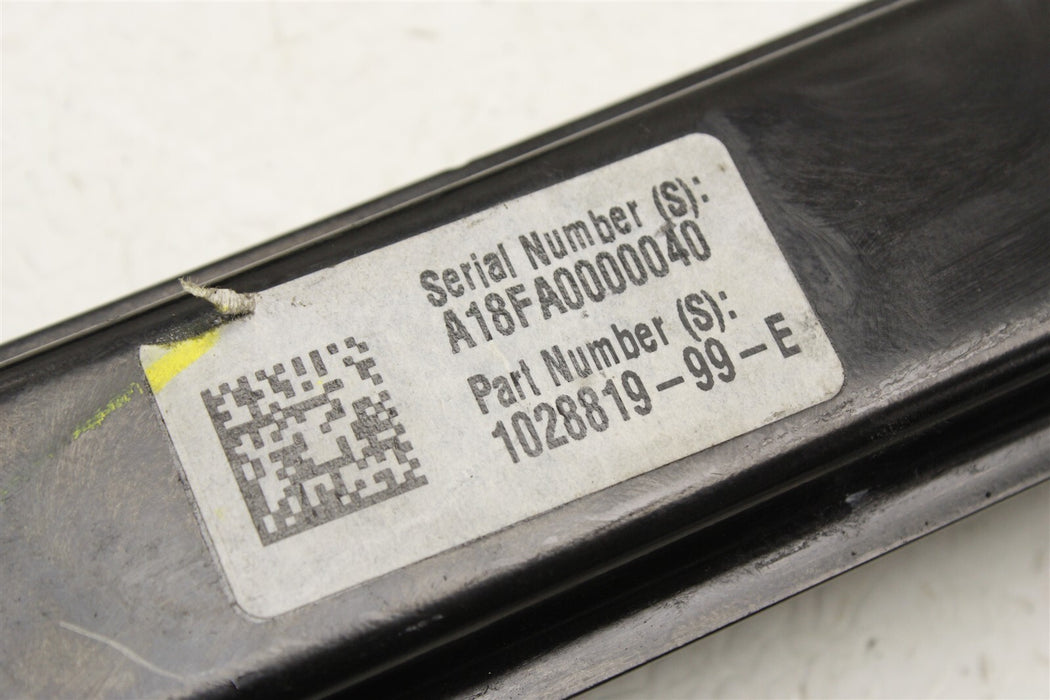 Serial Number (S):
A18FA0000040
Part Number (S):
1028819-99-E